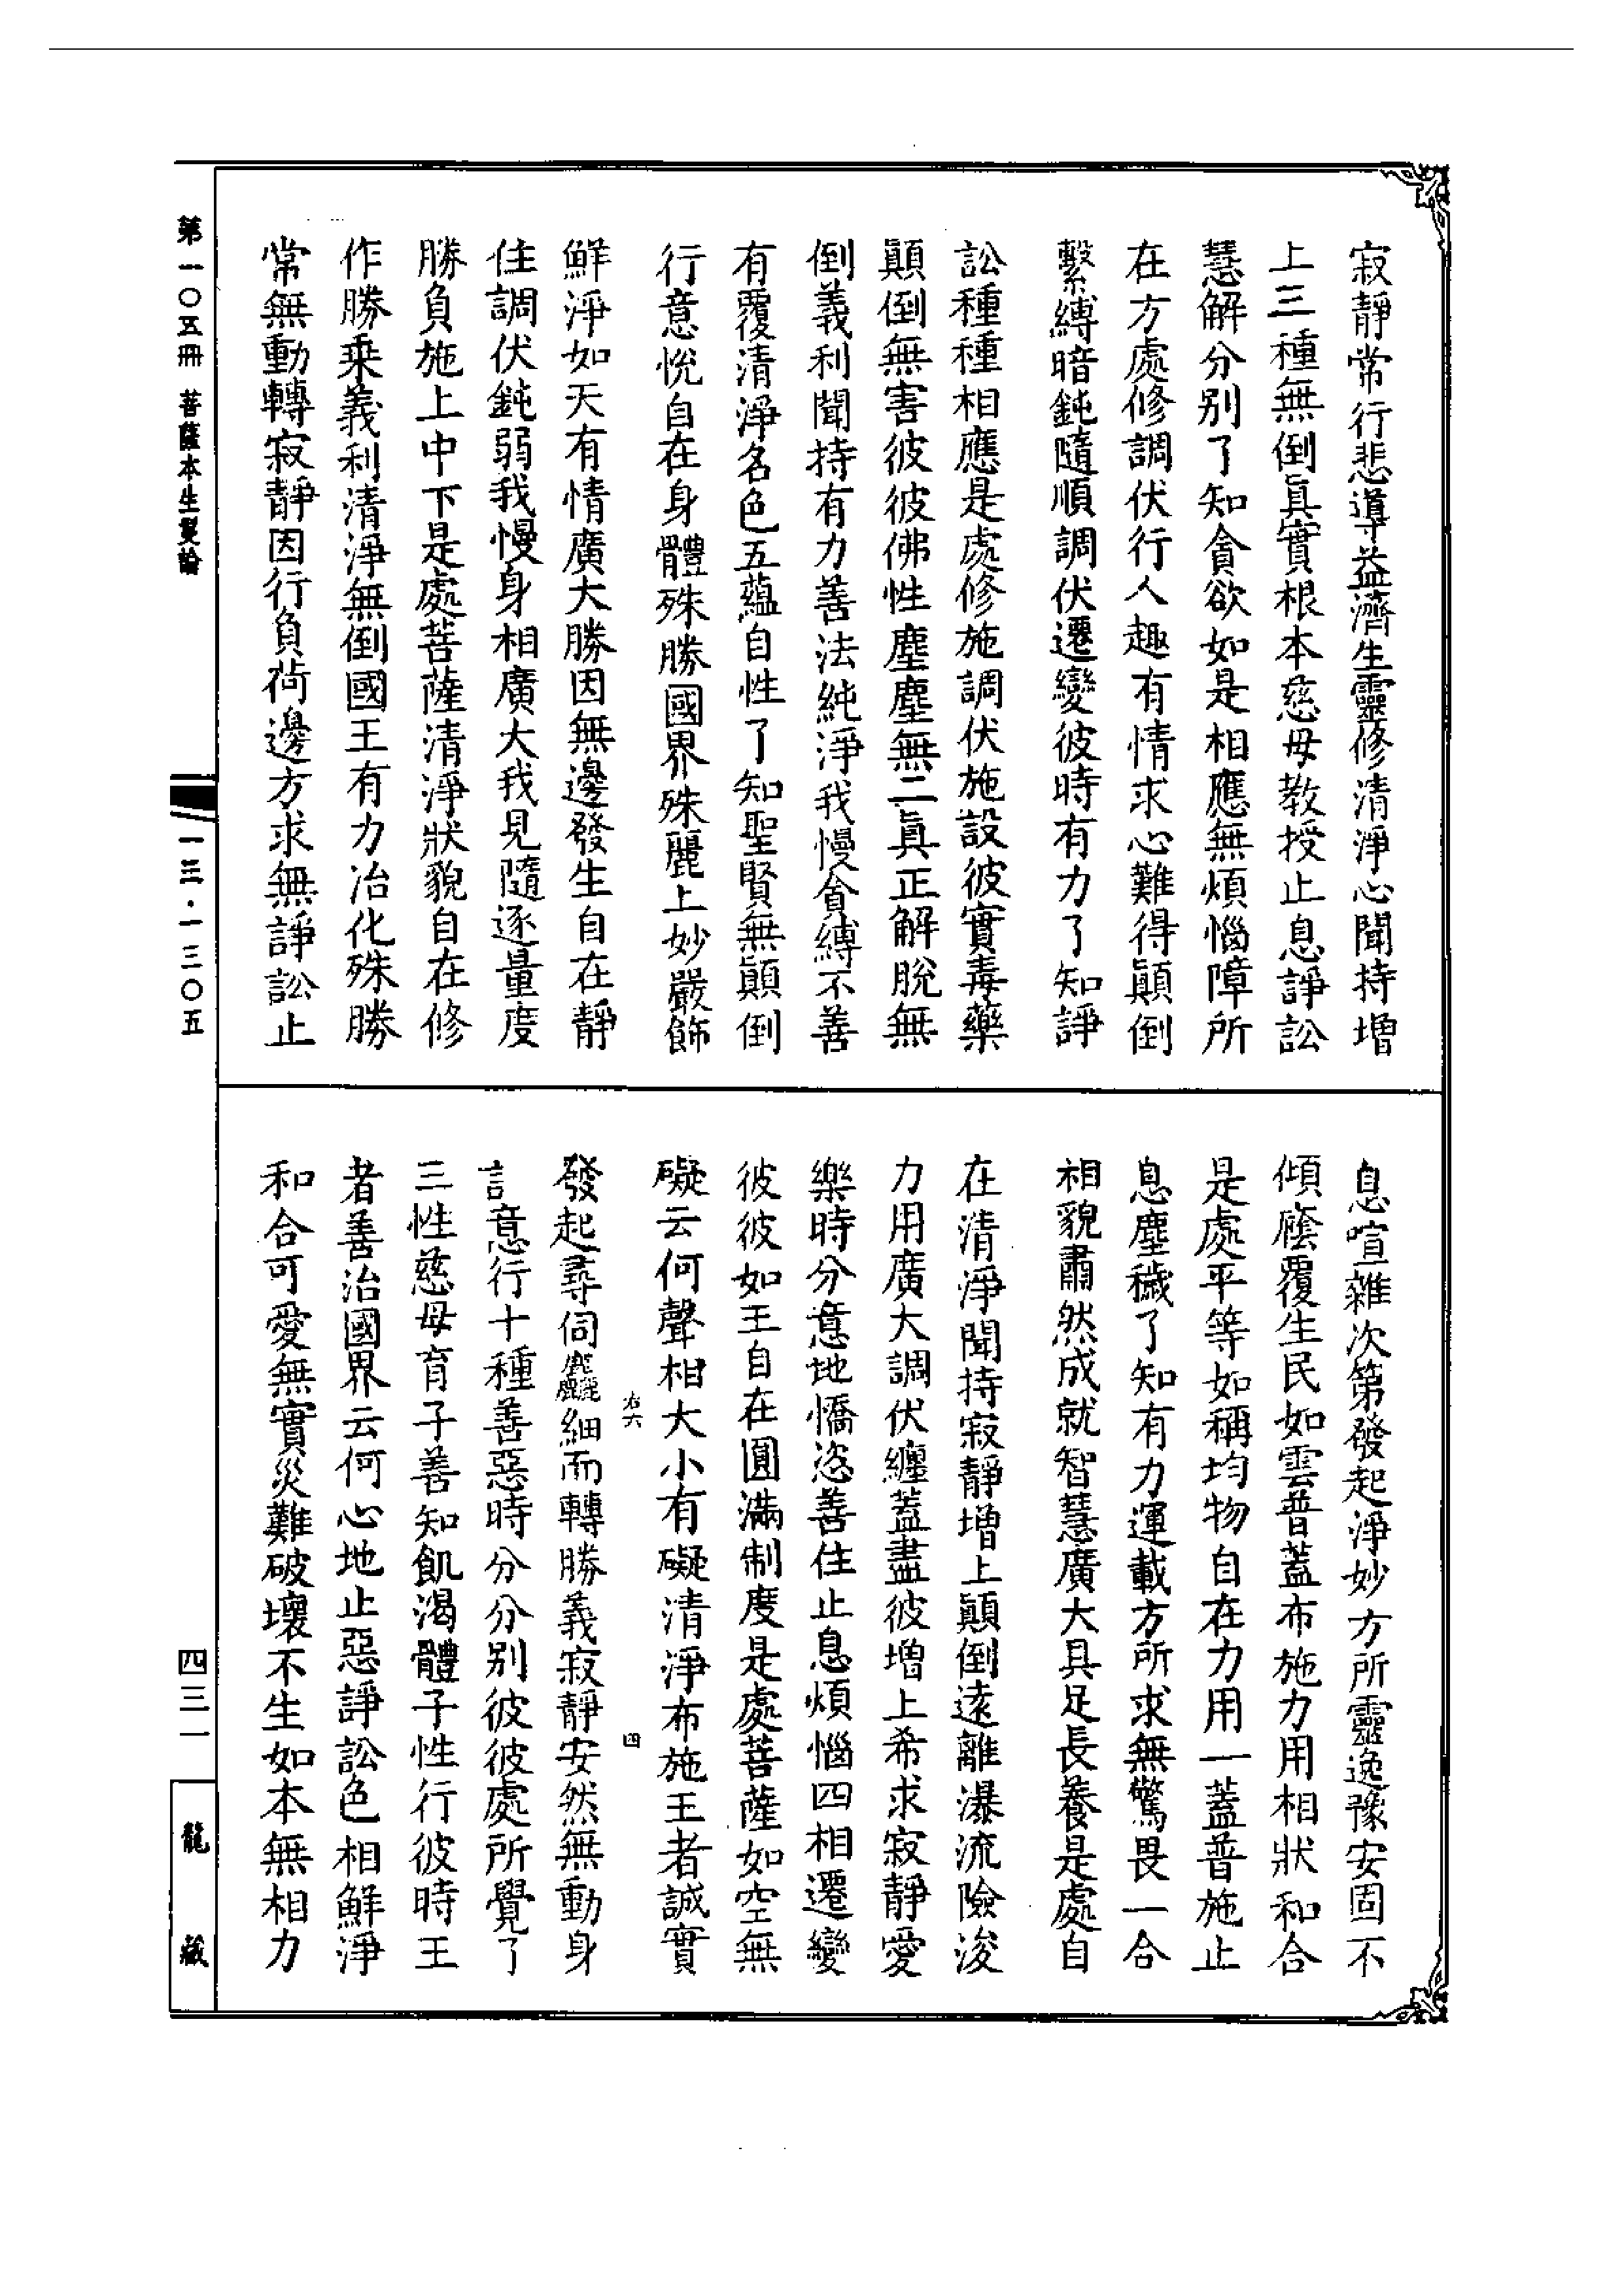 寂靜常行悲導益濟生靈修清淨心聞持增
上三種無倒眞實根本慈母教授止息諍訟
慧解分別了知貪欲如是相應無煩惱障所
在方處修調伏行人趣有情求心難得顚倒
繫縛暗鈍隨順調伏遷變彼時有力了知諍
訟種種相應是處修施調伏施設彼實毒藥
顚倒無害彼彼佛性塵塵無二眞正解脫無
倒義利聞持有力善法純淨我慢貪縛不善
有覆清淨名色五蘊自性了知聖賢無顚倒
行意悅自在身體殊勝國界殊麗上妙嚴飾
鮮淨如天有情廣大勝因無邊發生自在靜
住調伏鈍弱我慢身相廣大我見隨逐量度
勝負施上中下是處菩薩清淨狀貌自在修
作勝乗義利清淨無倒國王有力治化殊勝
常無動轉寂靜因行負荷邊方求無諍訟止
息喧雜次第發起淨妙方所靈逸豫安固不
傾廕覆生民如雲普蓋布施力用相狀和合
是處平等如稱均物自在力用一蓋普施止
息塵穢了知有力運載方所求無驚畏一合
相貌肅然成就智慧廣大具足長養是處自
在清淨聞持寂靜增上顚倒逺離瀑流險浚
力用廣大調伏纏蓋盡彼增上希求寂靜愛
樂時分意地憍恣善住止息煩惱四相遷變
彼彼如王自在圓滿制度是處菩薩如空無
礙云何聲相大小有礙清淨布施王者誠實
右六
四
發起尋伺麤細而轉勝義寂靜安然無動身
言意行十種善惡時分分別彼彼處所覺了
三性慈母育子善知飢渴體子性行彼時王
者善治國界云何心地止惡諍訟色相鮮淨
和合可愛無實災難破壞不生如本無相力
第一〇五冊 菩薩本生鬘論
一三·一三〇五
四三一
龍藏